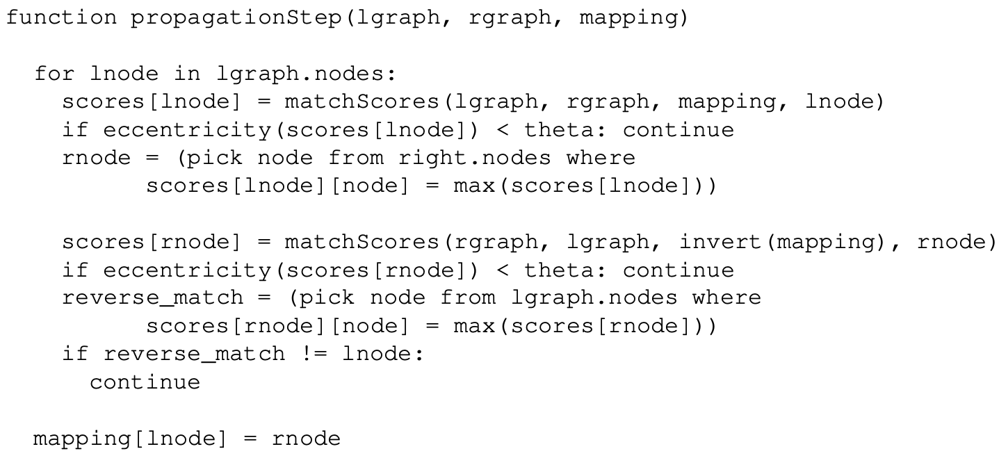 function propagationStep(lgraph, rgraph, mapping)
for lnode in lgraph.nodes:
scores[lnode] = matchScores(lgraph, rgraph, mapping, lnode)
if eccentricity(scores[lnode]) < theta: continue
rnode = (pick node from right.nodes where
scores[lnode][node] = max(scores[lnode]))
scores[rnode] = matchScores(rgraph, lgraph, invert(mapping), rnode)
if eccentricity(scores[rnode]) < theta: continue
reverse_match = (pick node from lgraph.nodes where
scores[rnode][node] = max(scores[rnode]))
if reverse_match != lnode:
continue
mapping[lnode] = rnode